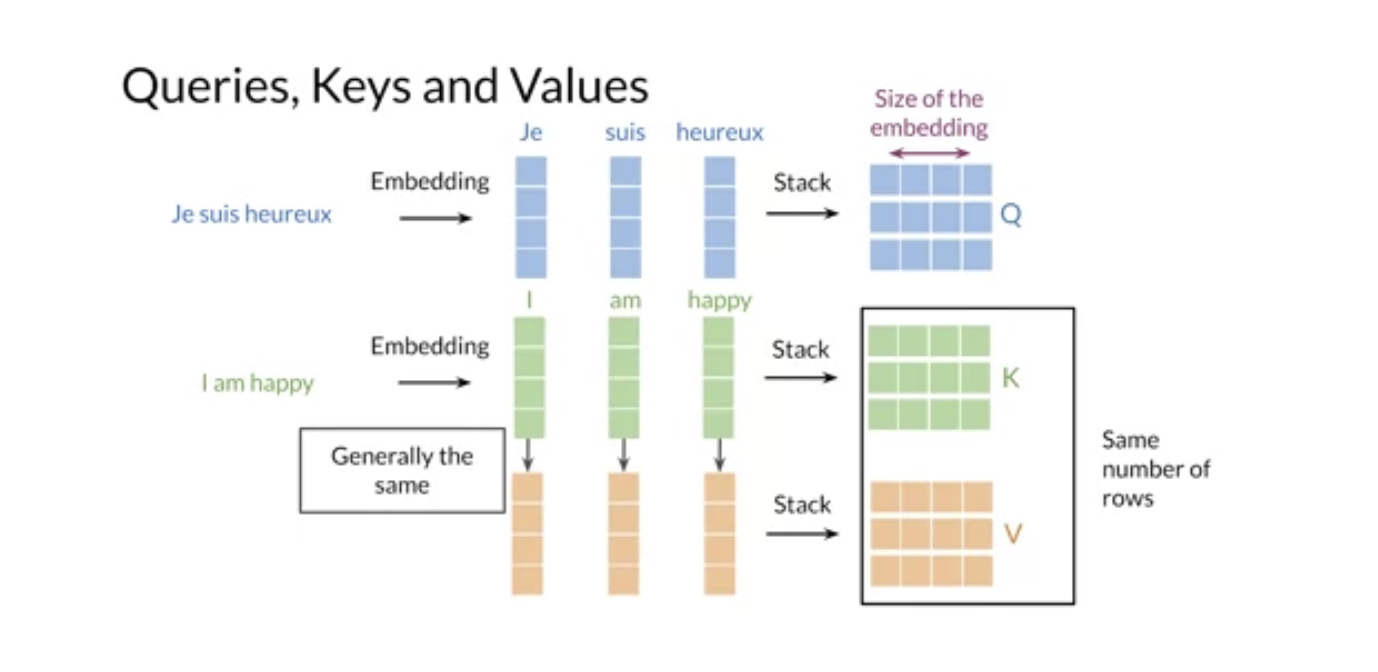 Queries, Keys and Values
Size of the
embedding
Je suis heureux
Embedding
Je
suis
heureux
Stack
Q
I am happy
Embedding
I
am
happy
Stack
K
Generally the
same
Stack
V
Same
number of
rows